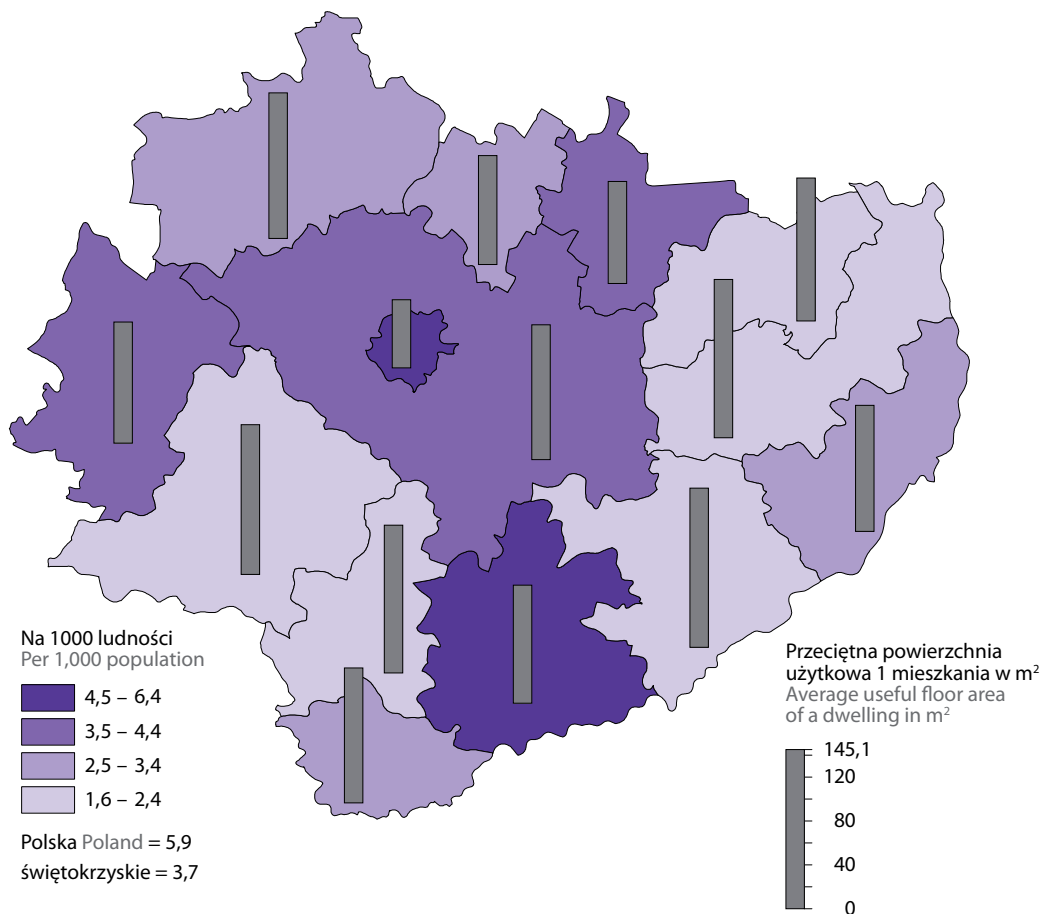 Na 1000 ludności
Per 1,000 population
4,5 – 6,4
3,5 – 4,4
2,5 – 3,4
1,6 – 2,4
Polska Poland = 5,9
świętokrzyskie = 3,7
Przeciętna powierzchnia
użytkowa 1 mieszkania w m²
Average useful floor area
of a dwelling in m²
145,1
120
80
40
0